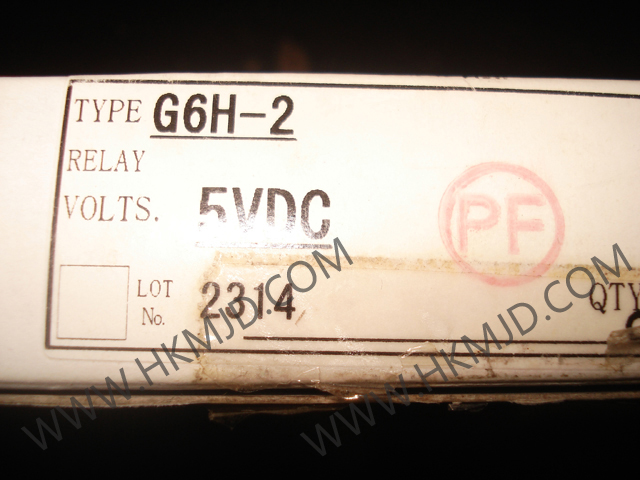 TYPE G6H-2
RELAY
VOLTS. 5VDC
PF
LOT No. 2314
QTY
WWW.HKMJD.COM
WWW.HKMJD.COM